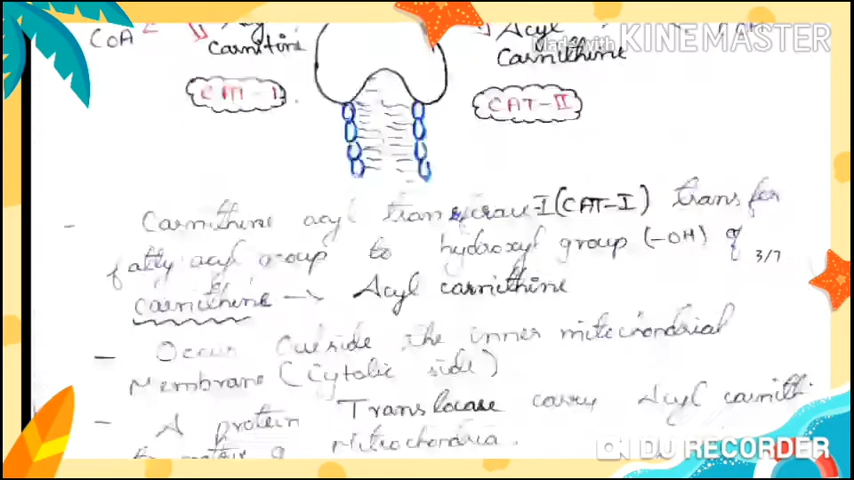 CoA
Carnitine
Acyl
Carnithine
Made with KINEMASTER
CAT-I
CAT-II
- Carnithine acyl transferase-I (CAT-I) transfer
fatty acyl group to hydroxyl group (-OH) of
3/7
carnithine → Acyl carnithine
- Occur outside the inner mitochondrial
Membrane (Cytolic side)
- A protein Translocase carry Acyl carnith
Mitochondria.
DU RECORDER